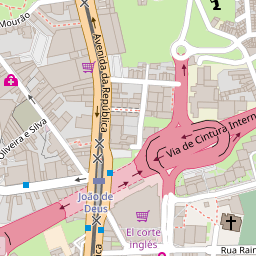 Mourão
Avenida da República
Oliveira e Silva
Via de Cintura Intern
João de
Deus
El corte
inglés
Rua Rain